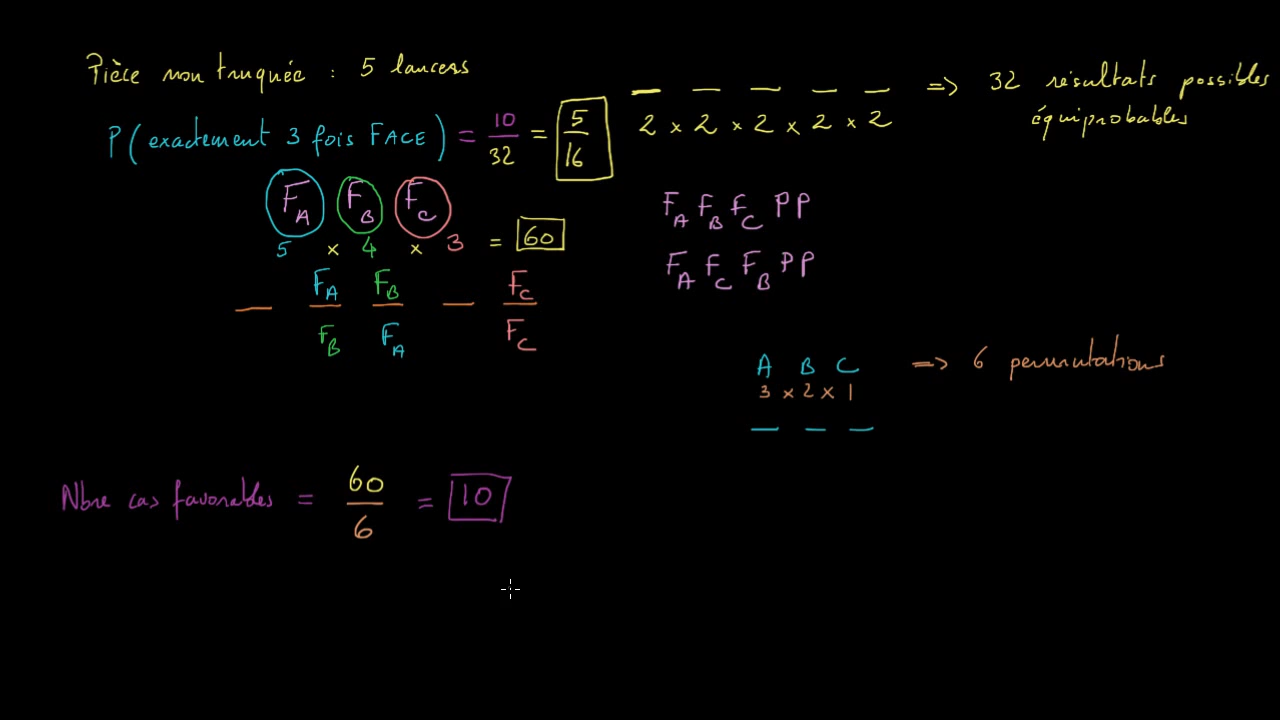 Pièce non truquée : 5 lancers
P(exactement 3 fois FACE) = 10/32 = 5/16
2 × 2 × 2 × 2 × 2 => 32 résultats possibles
équiprobables
F_A F_B F_C
5 × 4 × 3 = 60
F_A F_B F_C
F_B F_A F_C
F_A F_B F_C P P
F_A F_C F_B P P
A B C => 6 permutations
3 × 2 × 1
Nbre cas favorables = 60/6 = 10